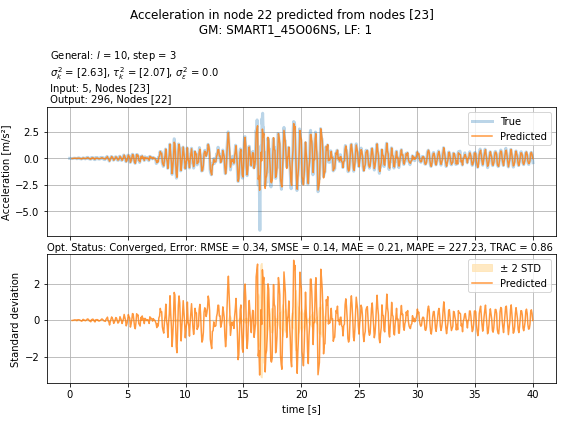 Acceleration in node 22 predicted from nodes [23]
GM: SMART1_45O06NS, LF: 1
General: l = 10, step = 3
σ²ₖ = [2.63], τ²ₖ = [2.07], σ²ₑ = 0.0
Input: 5, Nodes [23]
Output: 296, Nodes [22]
Acceleration [m/s²]
2.5
0.0
−2.5
−5.0
True
Predicted
Opt. Status: Converged, Error: RMSE = 0.34, SMSE = 0.14, MAE = 0.21, MAPE = 227.23, TRAC = 0.86
Standard deviation
2
0
−2
± 2 STD
Predicted
0 5 10 15 20 25 30 35 40
time [s]